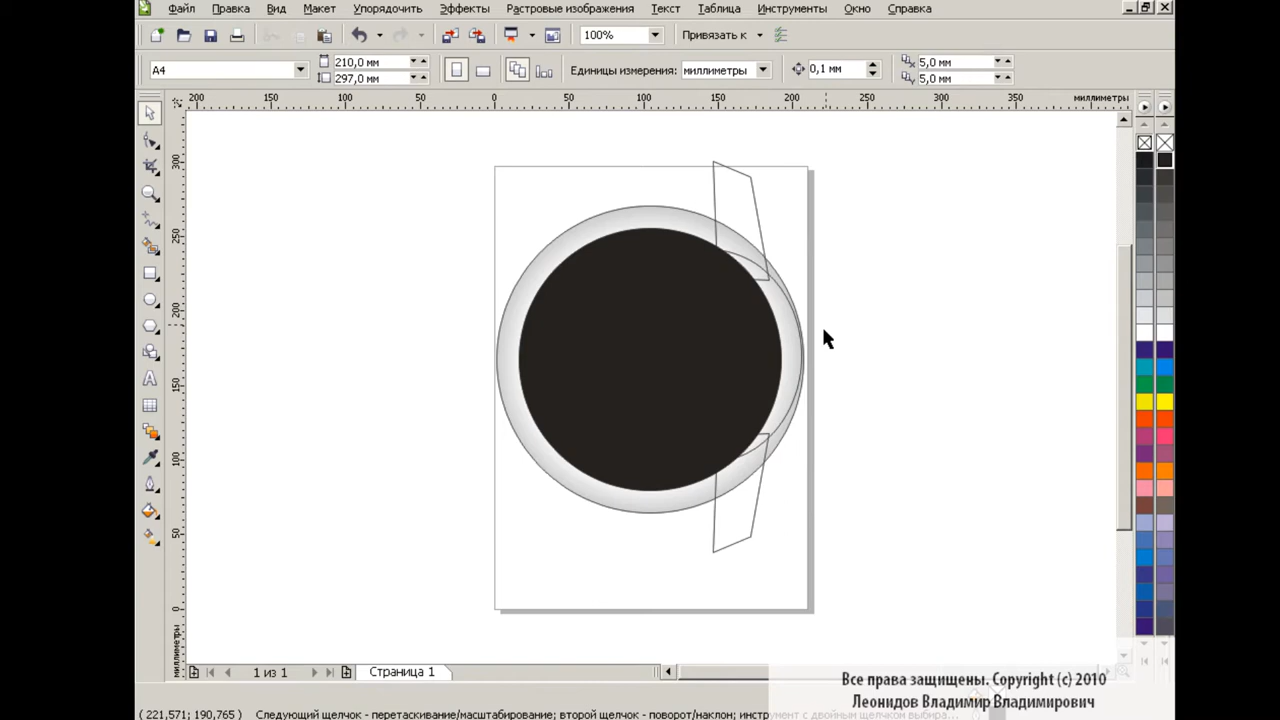 Файл Правка Вид Макет Упорядочить Эффекты Растровые изображения Текст Таблица Инструменты Окно Справка
100% Привязать к
A4 210,0 мм 297,0 мм Единицы измерения: миллиметры 0,1 мм 5,0 мм 5,0 мм
200 150 100 50 0 50 100 150 200 250 300 350 миллиметры
300
250
200
150
100
50
0
миллиметры
1 из 1 Страница 1
Все права защищены. Copyright (c) 2010
Леонидов Владимир Владимирович
( 221,571; 190,765 ) Следующий щелчок - перетаскивание/масштабирование; второй щелчок - поворот/наклон; инструмент с двойным щелчком выбира...